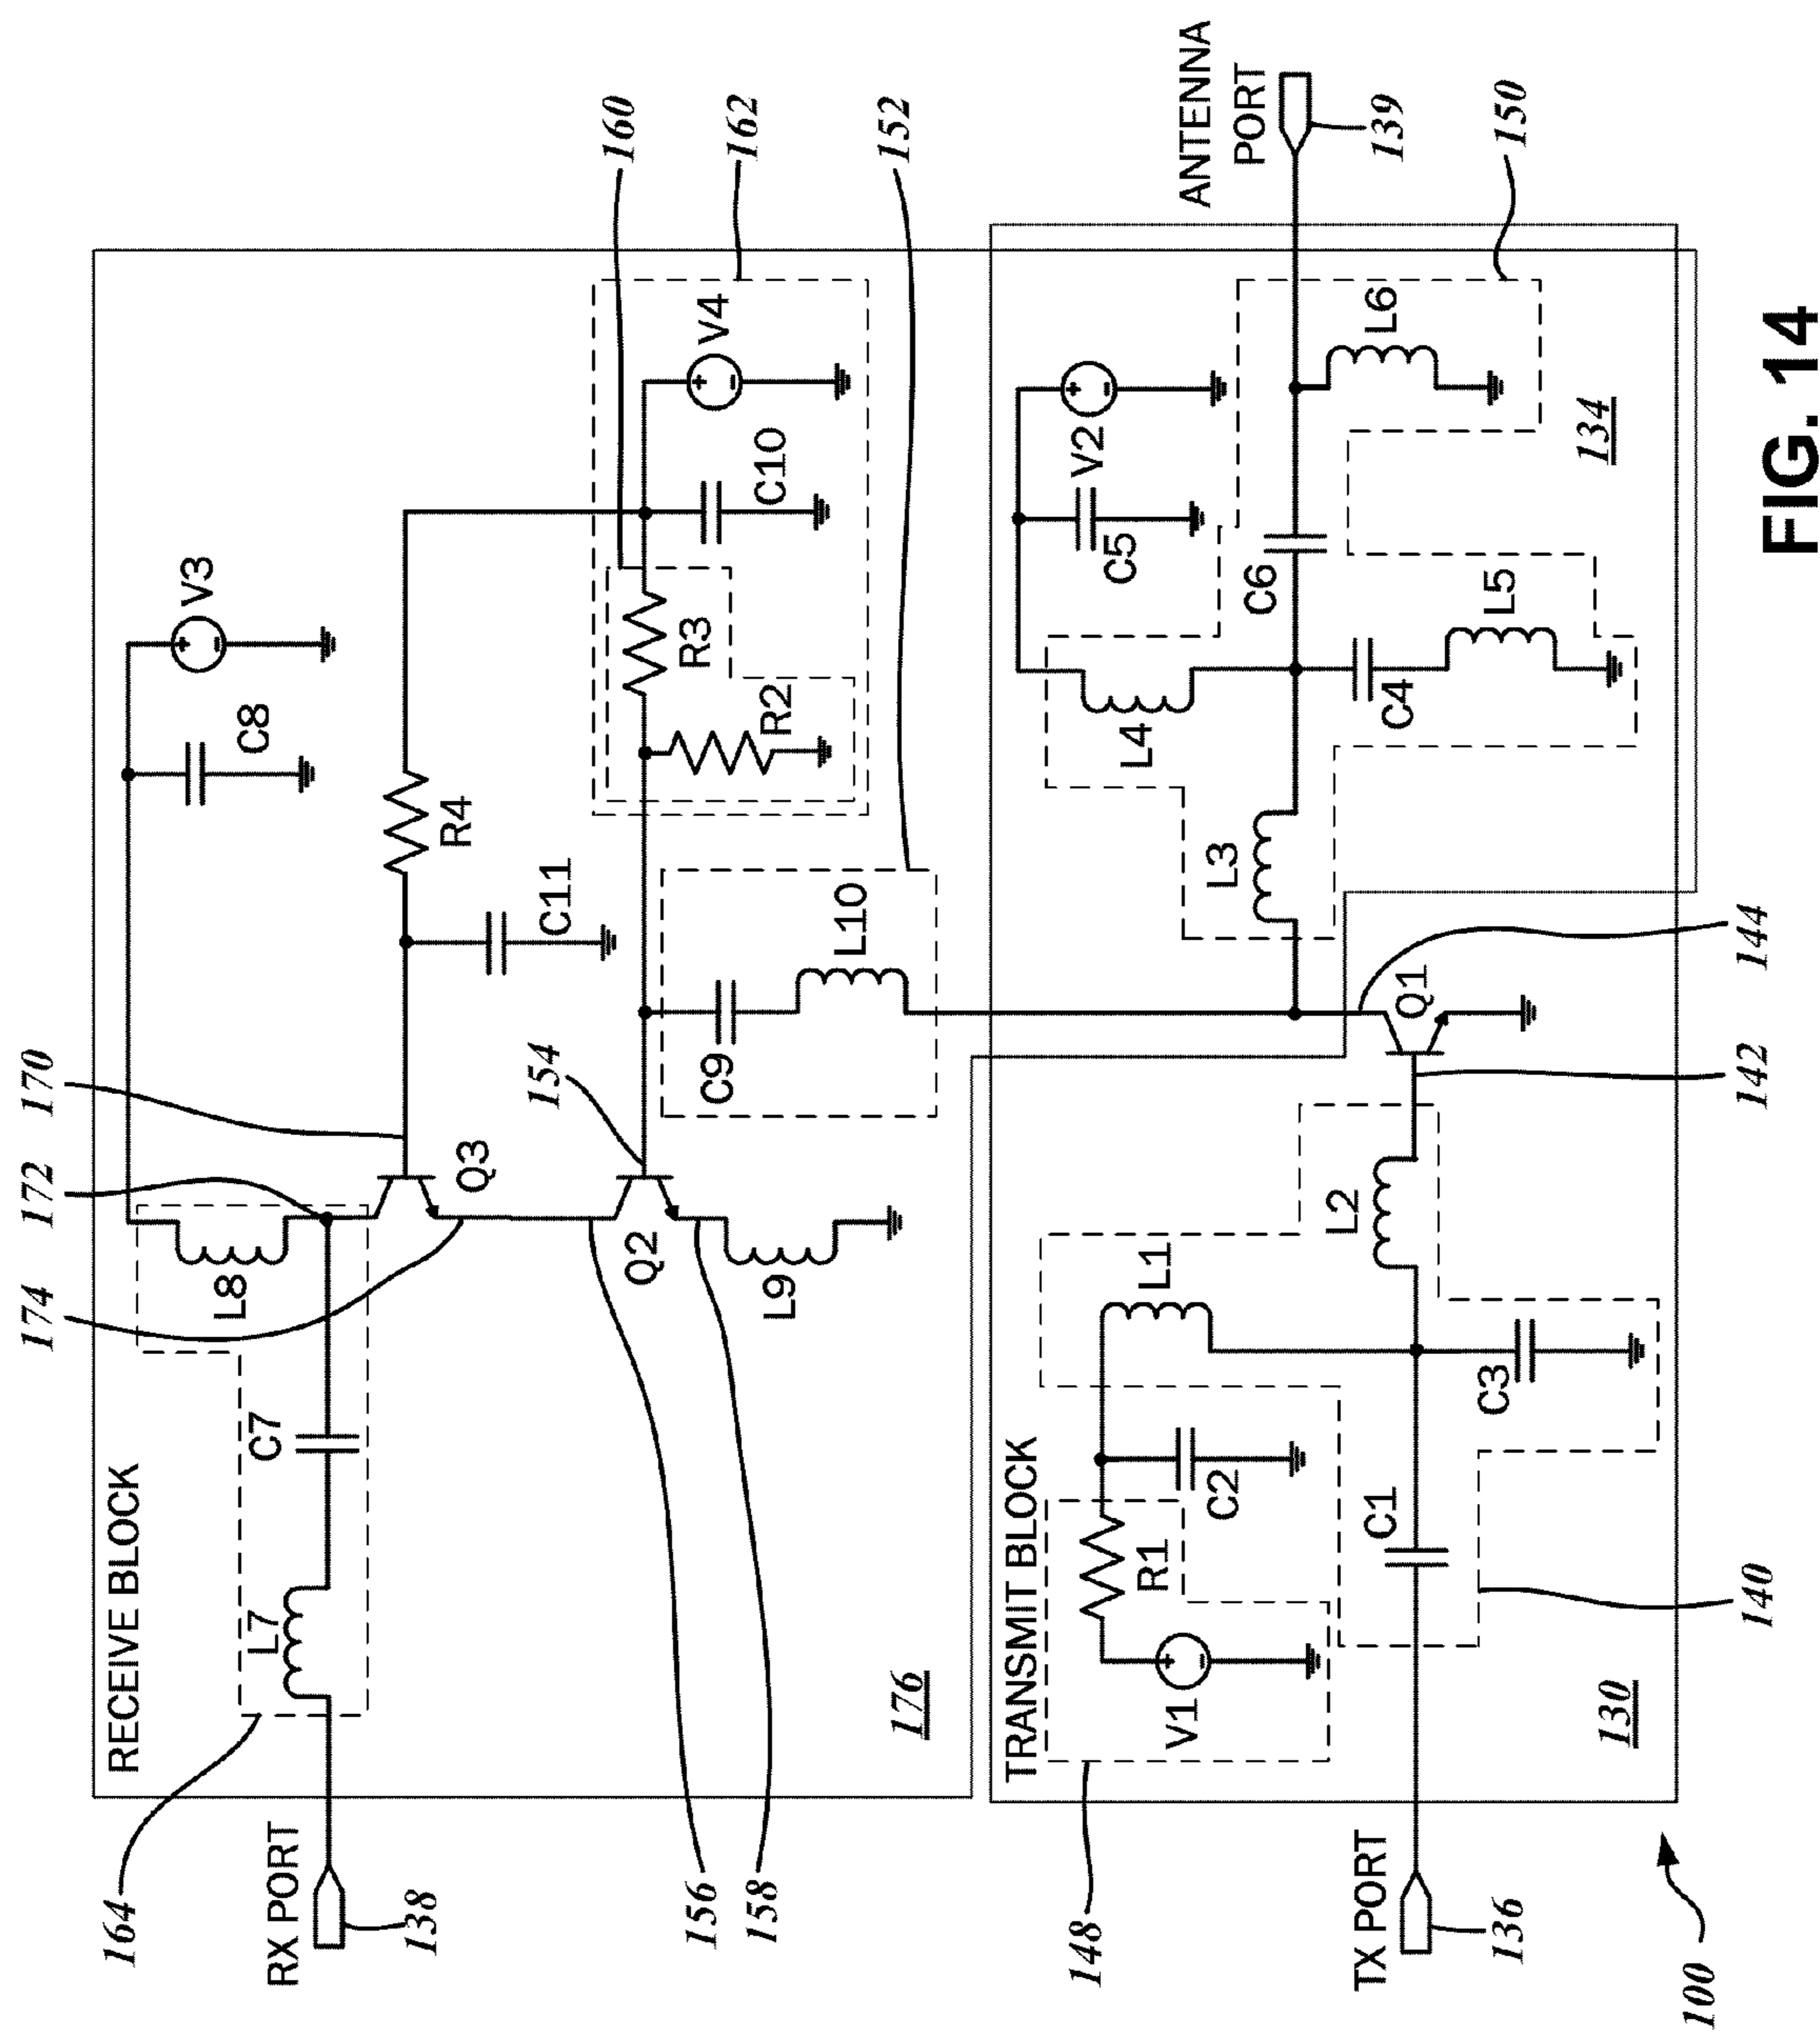 RECEIVE BLOCK
RX PORT
138
164
L7
C7
L8
172
174
170
Q3
C8
V3
R4
C11
160
162
152
V4
C10
R3
R2
154
Q2
L9
156
158
C9
L10
176
TRANSMIT BLOCK
TX PORT
136
148
V1
R1
C2
L1
C1
C3
L2
140
142
144
Q1
L3
L4
C5
V2
C6
C4
L5
L6
ANTENNA
PORT
139
150
134
130
100
FIG. 14